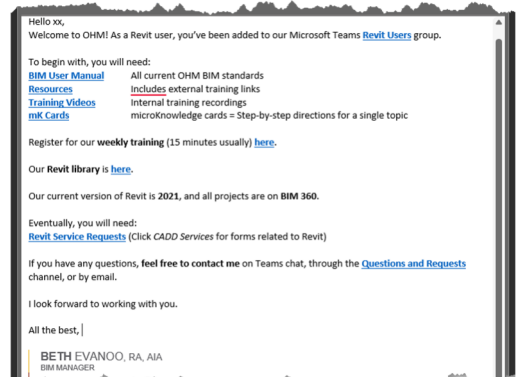 Hello xx,
Welcome to OHM! As a Revit user, you've been added to our Microsoft Teams Revit Users group.
To begin with, you will need:
BIM User Manual All current OHM BIM standards
Resources Includes external training links
Training Videos Internal training recordings
mK Cards microKnowledge cards = Step-by-step directions for a single topic
Register for our weekly training (15 minutes usually) here.
Our Revit library is here.
Our current version of Revit is 2021, and all projects are on BIM 360.
Eventually, you will need:
Revit Service Requests (Click CADD Services for forms related to Revit)
If you have any questions, feel free to contact me on Teams chat, through the Questions and Requests
channel, or by email.
I look forward to working with you.
All the best,
BETH EVANOO, RA, AIA
BIM MANAGER